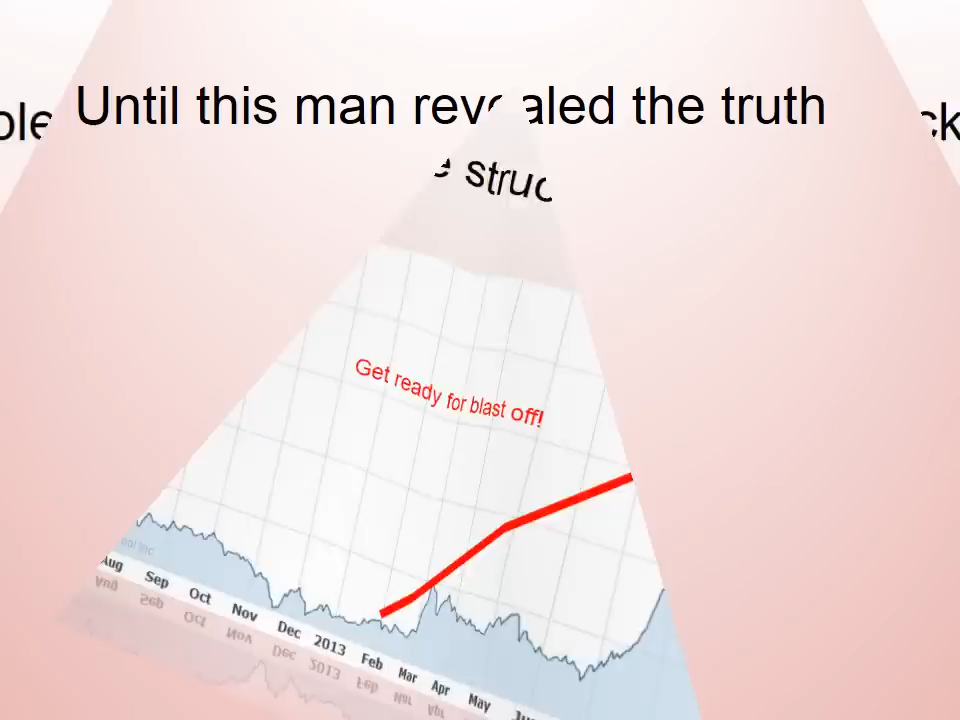 Until this man revealed the truth
Get ready for blast off!
Aug Sep Oct Nov Dec 2013 Feb Mar Apr May